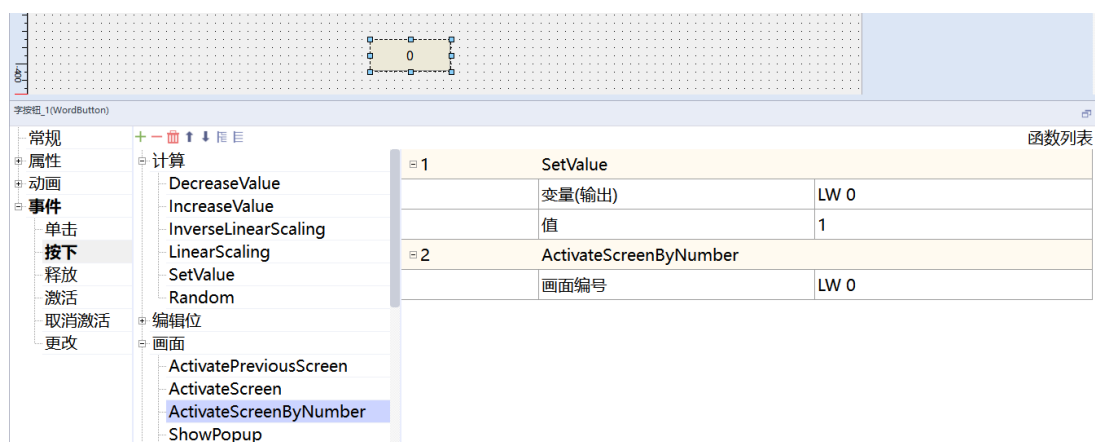 0
字按钮_1(WordButton)
常规
属性
动画
事件
单击
按下
释放
激活
取消激活
更改
函数列表
计算
DecreaseValue
IncreaseValue
InverseLinearScaling
LinearScaling
SetValue
Random
编辑位
画面
ActivatePreviousScreen
ActivateScreen
ActivateScreenByNumber
ShowPopup
1 SetValue
变量(输出) LW 0
值 1
2 ActivateScreenByNumber
画面编号 LW 0